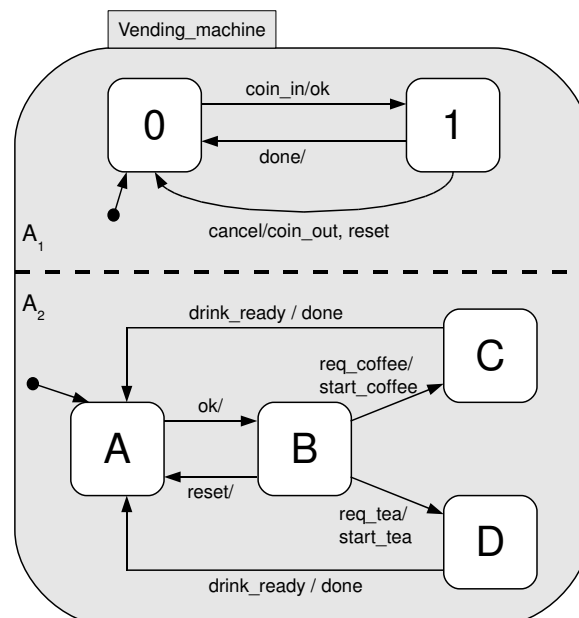 Vending_machine
coin_in/ok
0
1
done/
cancel/coin_out, reset
A1
A2
drink_ready / done
C
req_coffee/
start_coffee
ok/
A
B
reset/
req_tea/
start_tea
D
drink_ready / done